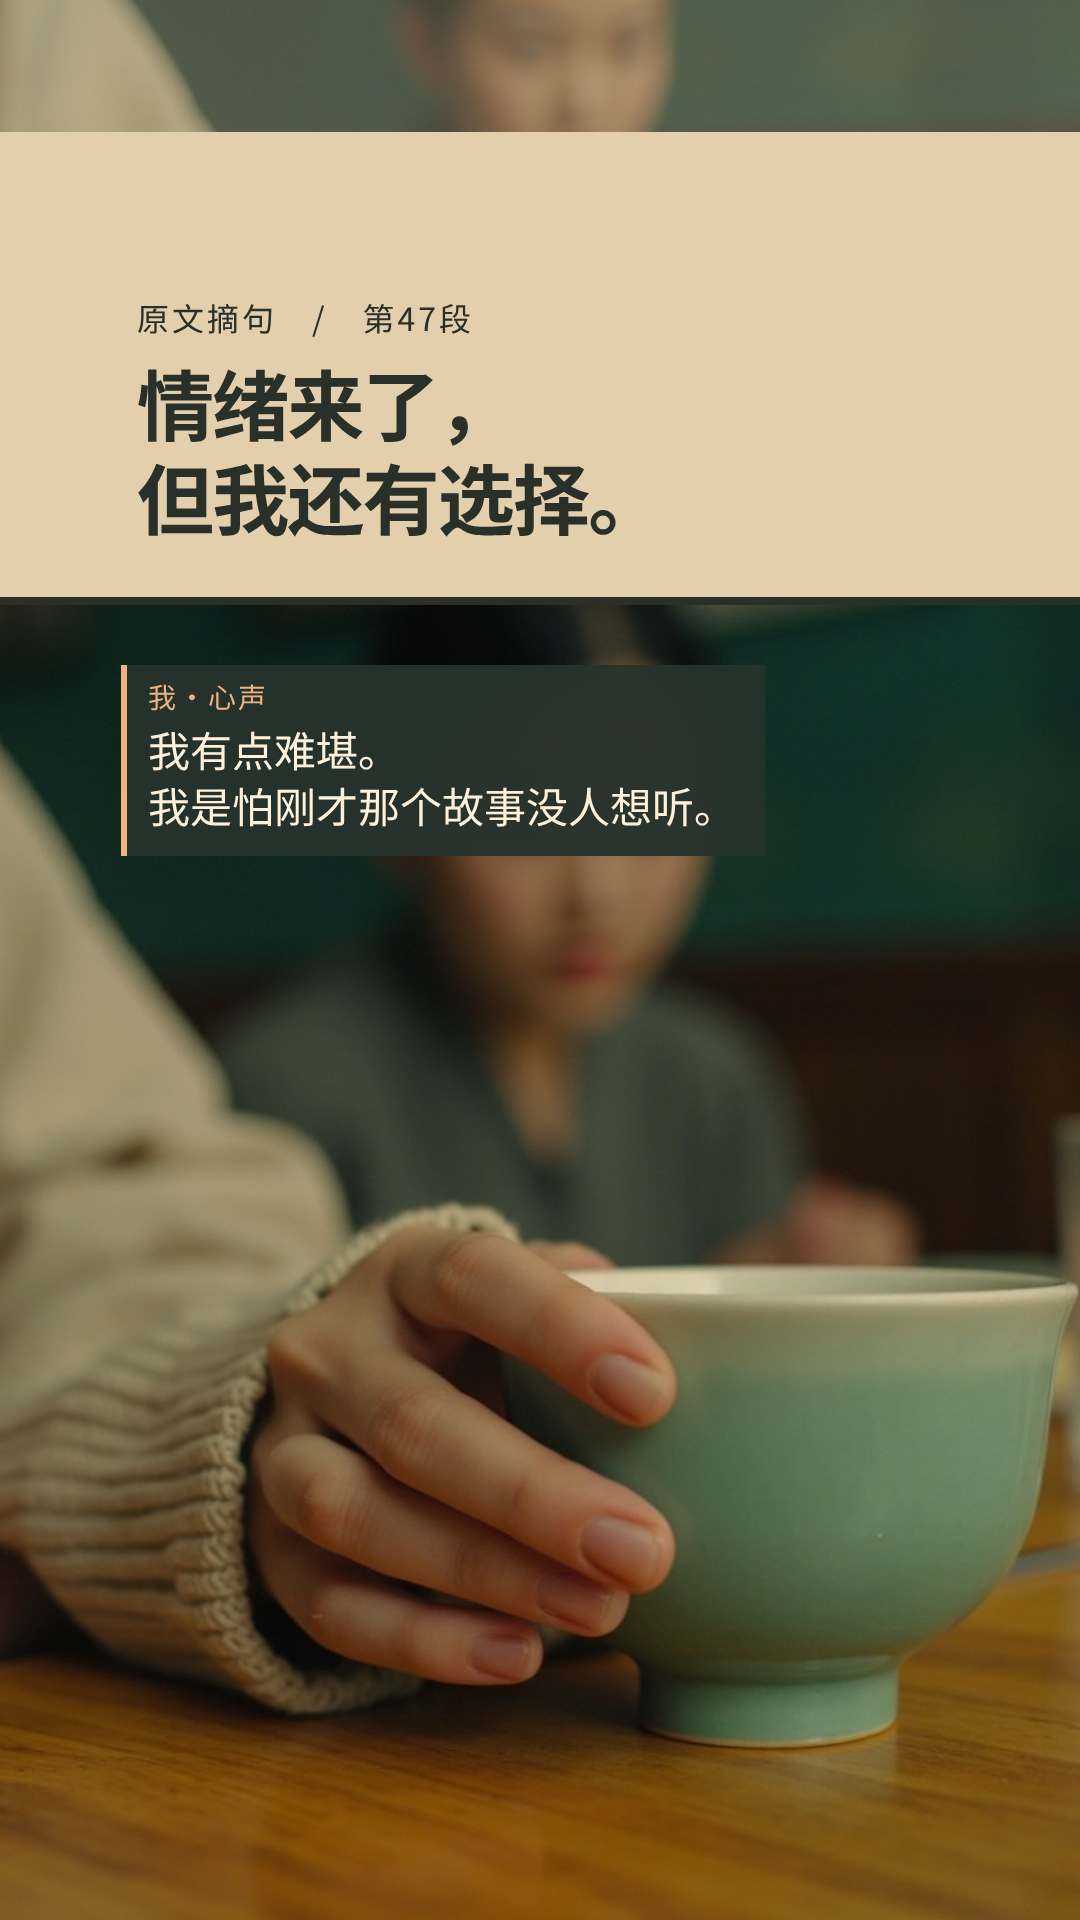 原文摘句 / 第47段
情绪来了，
但我还有选择。
我·心声
我有点难堪。
我是怕刚才那个故事没人想听。